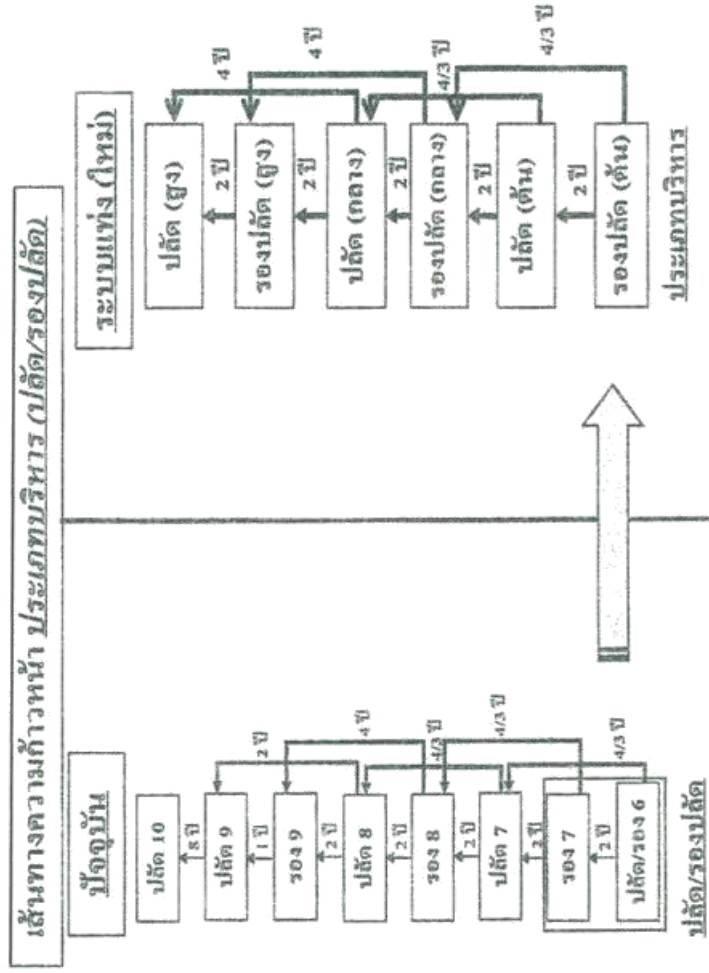 เส้นทางความก้าวหน้า ประเภทบริหาร (ปลัด/รองปลัด)
ปัจจุบัน
ปลัด 10
8 ปี
ปลัด 9
1 ปี
รอง 9
2 ปี
ปลัด 8
2 ปี
รอง 8
2 ปี
ปลัด 7
2 ปี
รอง 7
2 ปี
ปลัด/รอง 6
2 ปี
4 ปี
4/3 ปี
4/3 ปี
4/3 ปี
ปลัด/รองปลัด
ระบบแท่ง (ใหม่)
ปลัด (สูง)
2 ปี
รองปลัด (สูง)
2 ปี
ปลัด (กลาง)
2 ปี
รองปลัด (กลาง)
2 ปี
ปลัด (ต้น)
2 ปี
รองปลัด (ต้น)
4 ปี
4 ปี
4/3 ปี
4/3 ปี
ประเภทบริหาร